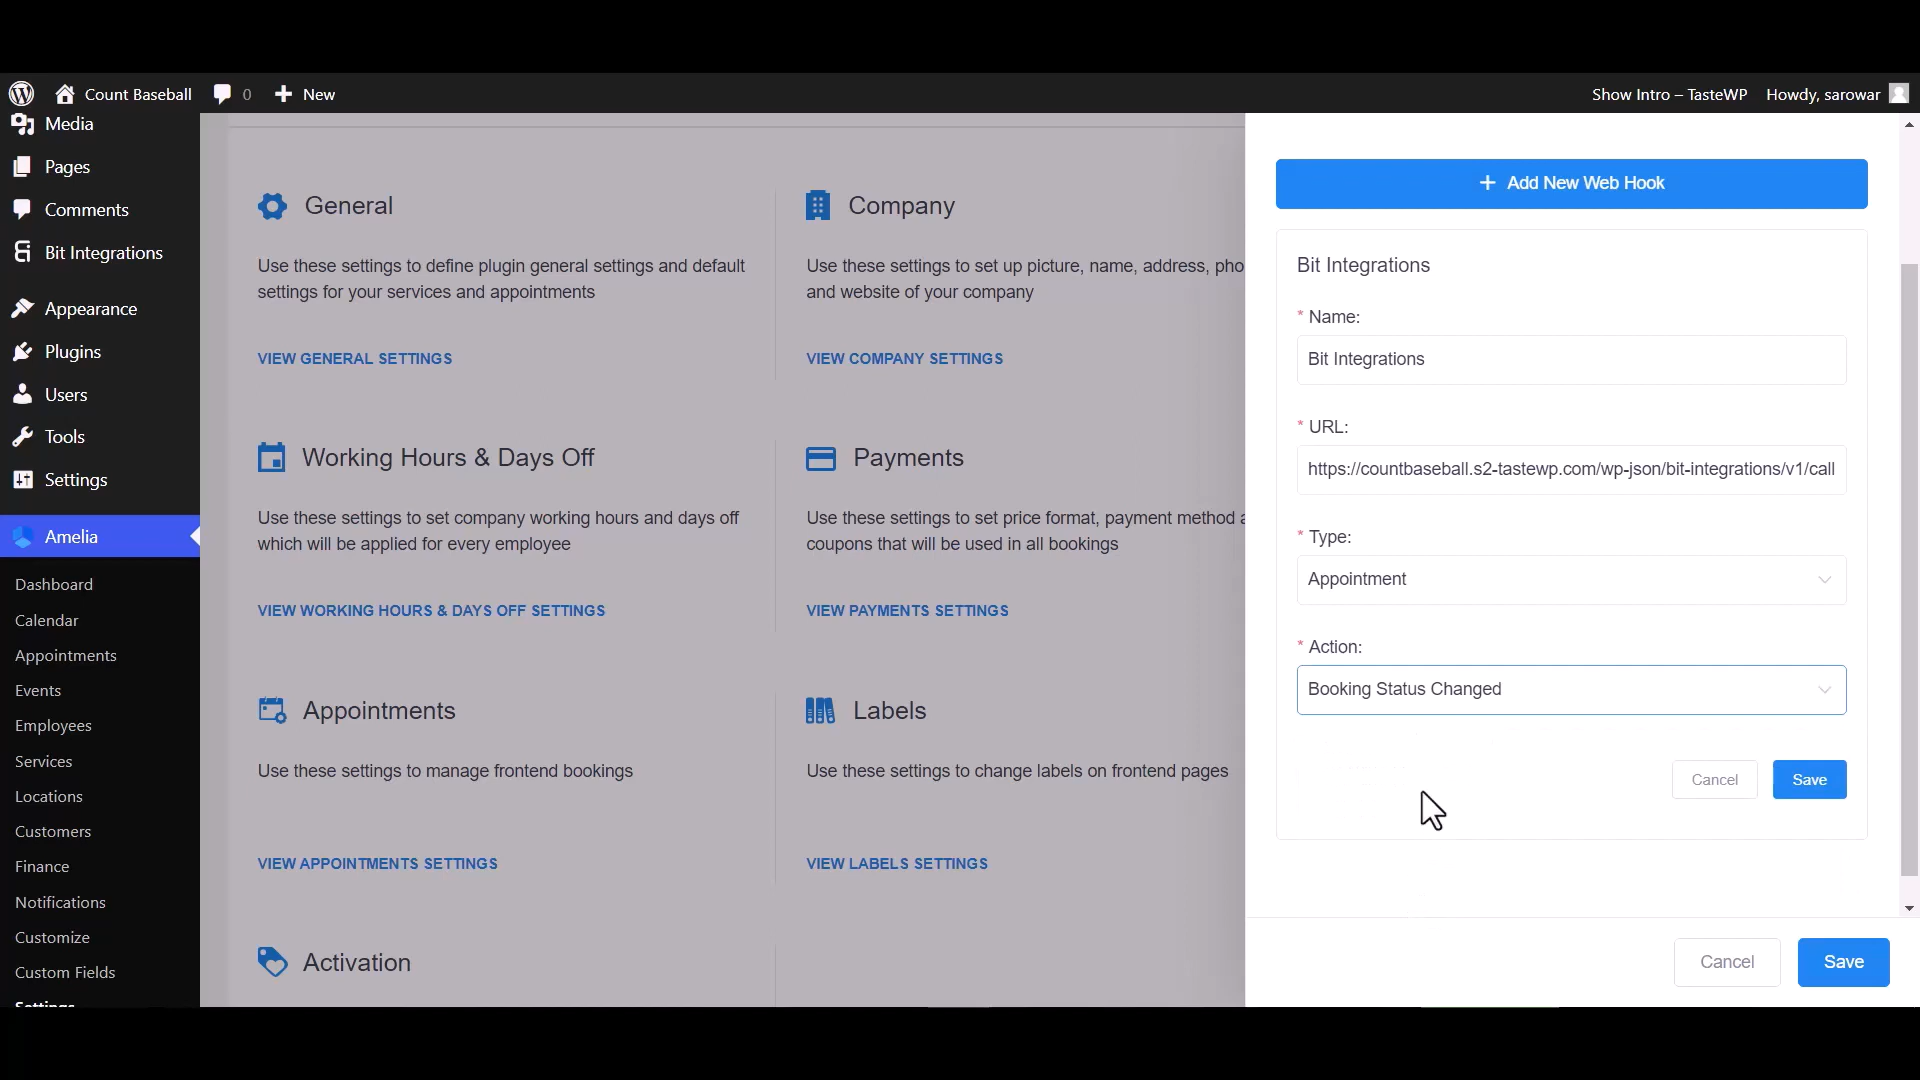 Count Baseball
0
New
Show Intro – TasteWP
Howdy, sarowar
Media
Pages
Comments
Bit Integrations
Appearance
Plugins
Users
Tools
Settings
Amelia
Dashboard
Calendar
Appointments
Events
Employees
Services
Locations
Customers
Finance
Notifications
Customize
Custom Fields
Settings
General
Use these settings to define plugin general settings and default
settings for your services and appointments
VIEW GENERAL SETTINGS
Company
Use these settings to set up picture, name, address, pho
and website of your company
VIEW COMPANY SETTINGS
Working Hours & Days Off
Use these settings to set company working hours and days off
which will be applied for every employee
VIEW WORKING HOURS & DAYS OFF SETTINGS
Payments
Use these settings to set price format, payment method a
coupons that will be used in all bookings
VIEW PAYMENTS SETTINGS
Appointments
Use these settings to manage frontend bookings
VIEW APPOINTMENTS SETTINGS
Labels
Use these settings to change labels on frontend pages
VIEW LABELS SETTINGS
Activation
+ Add New Web Hook
Bit Integrations
* Name:
Bit Integrations
* URL:
https://countbaseball.s2-tastewp.com/wp-json/bit-integrations/v1/call
* Type:
Appointment
* Action:
Booking Status Changed
Cancel
Save
Cancel
Save